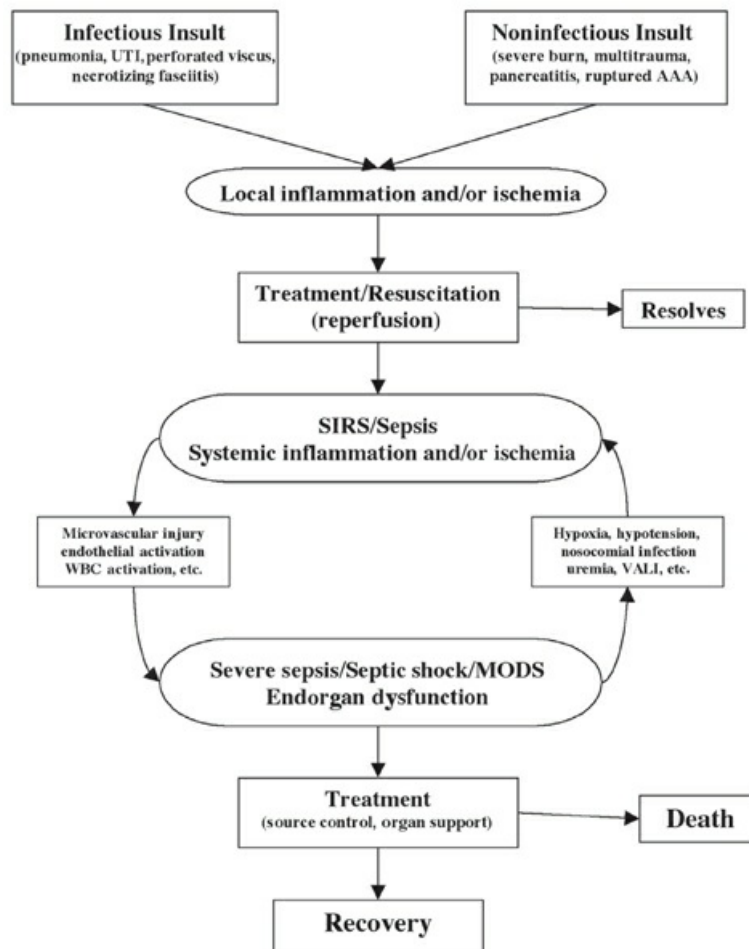 Infectious Insult
(pneumonia, UTI, perforated viscus,
necrotizing fasciitis)
Noninfectious Insult
(severe burn, multitrauma,
pancreatitis, ruptured AAA)
Local inflammation and/or ischemia
Treatment/Resuscitation
(reperfusion)
Resolves
SIRS/Sepsis
Systemic inflammation and/or ischemia
Microvascular injury
endothelial activation
WBC activation, etc.
Hypoxia, hypotension,
nosocomial infection
uremia, VALI, etc.
Severe sepsis/Septic shock/MODS
Endorgan dysfunction
Treatment
(source control, organ support)
Death
Recovery